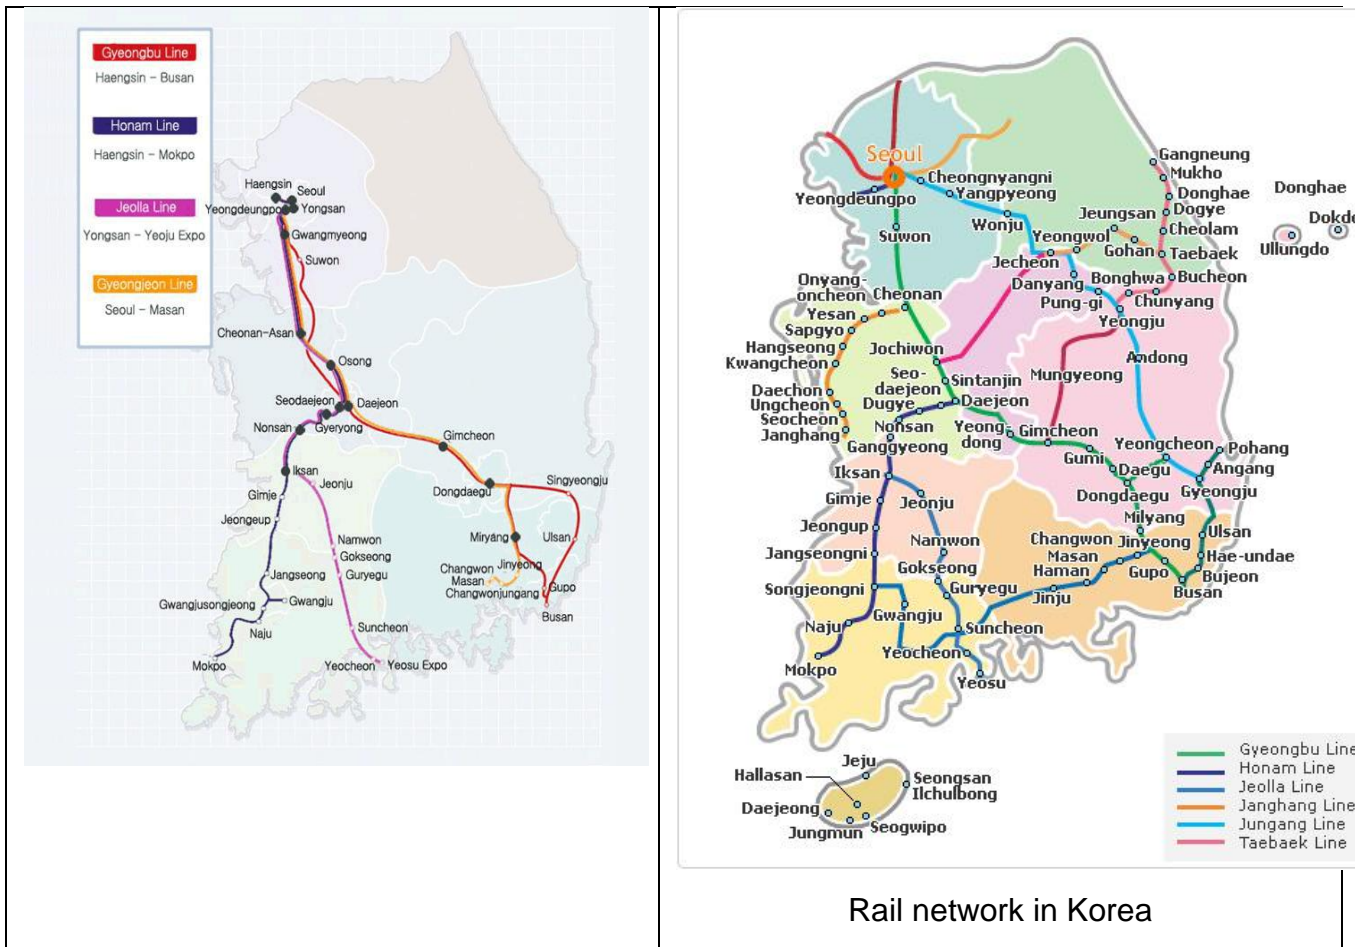 Gyeongbu Line
Haengsin - Busan
Honam Line
Haengsin - Mokpo
Jeolla Line
Yongsan - Yeoju Expo
Gyeongjeon Line
Seoul - Masan
Haengsin
Seoul
Yeongdeungpo
Yongsan
Gwangmyeong
Suwon
Cheonan-Asan
Osong
Seodaejeon
Daejeon
Nonsan
Gyeryong
Gimcheon
Iksan
Jeonju
Dongdaegu
Singyeongju
Gimje
Jeongeup
Namwon
Gokseong
Miryang
Ulsan
Jangseong
Guryegu
Changwon
Jinyeong
Masan
Changwonjungang
Gupo
Gwangjusongjeong
Gwangju
Busan
Naju
Suncheon
Mokpo
Yeocheon
Yeosu Expo
Seoul
Cheongnyangni
Yeongdeungpo
Yangpyeong
Gangneung
Mukho
Donghae
Donghae
Dokdo
Suwon
Wonju
Jeungsan
Dogye
Yeongwol
Cheolam
Ullungdo
Gohan
Taebaek
Jecheon
Onyang-
oncheon
Cheonan
Danyang
Bonghwa
Bucheon
Pung-gi
Chunyang
Yesan
Yeongju
Sapgyo
Hangseong
Jochiwon
Andong
Kwangcheon
Seo-
daejeon
Sintanjin
Mungyeong
Daechon
Ungcheon
Dugye
Daejeon
Seocheon
Nonsan
Yeong
dong
Gimcheon
Janghang
Ganggyeong
Yeongcheon
Pohang
Gumi
Angang
Iksan
Daegu
Gyeongju
Gimje
Jeonju
Dongdaegu
Milyang
Jeongup
Changwon
Jinyeong
Ulsan
Namwon
Jangseongni
Masan
Hae-undae
Gokseong
Haman
Gupo
Bujeon
Songjeongni
Guryegu
Jinju
Busan
Gwangju
Naju
Suncheon
Yeocheon
Mokpo
Yeosu
Gyeongbu Line
Honam Line
Jeolla Line
Janghang Line
Jungang Line
Taebaek Line
Jeju
Hallasan
Seongsan
Ilchulbong
Daejeong
Jungmun
Seogwipo
Rail network in Korea